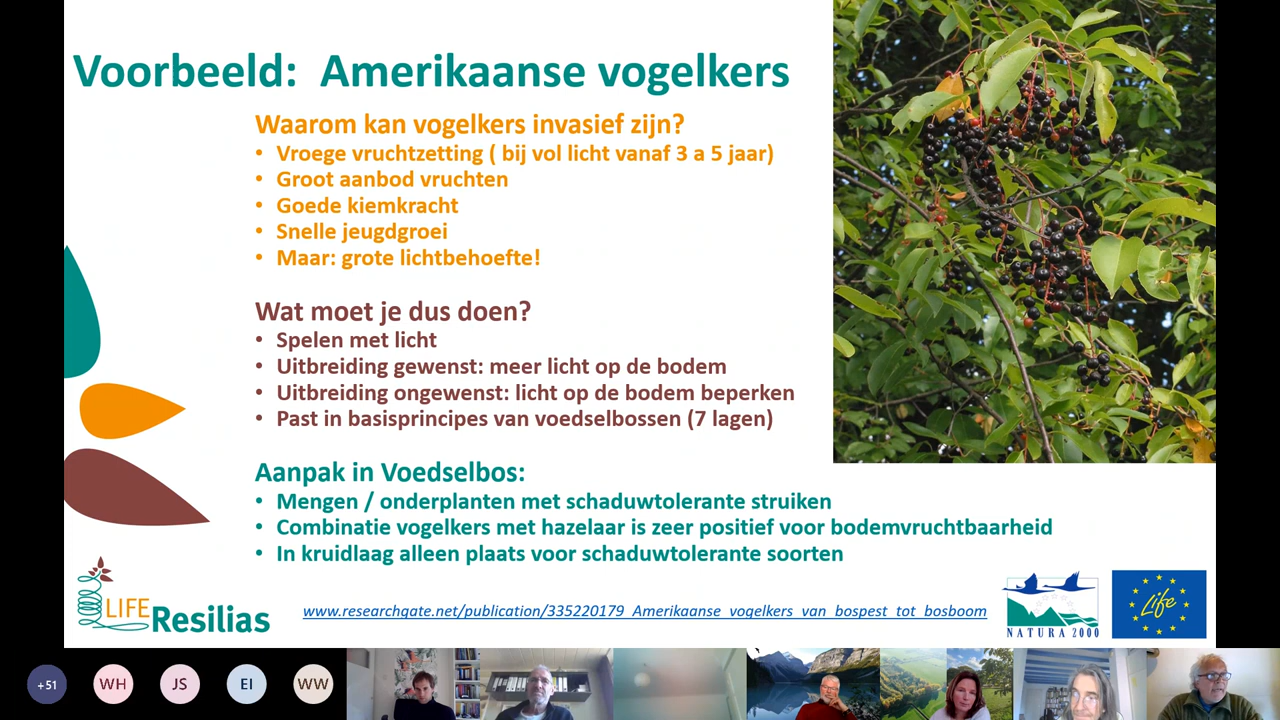 Voorbeeld: Amerikaanse vogelkers
Waarom kan vogelkers invasief zijn?
• Vroege vruchtzetting ( bij vol licht vanaf 3 a 5 jaar)
• Groot aanbod vruchten
• Goede kiemkracht
• Snelle jeugdgroei
• Maar: grote lichtbehoefte!
Wat moet je dus doen?
• Spelen met licht
• Uitbreiding gewenst: meer licht op de bodem
• Uitbreiding ongewenst: licht op de bodem beperken
• Past in basisprincipes van voedselbossen (7 lagen)
Aanpak in Voedselbos:
• Mengen / onderplanten met schaduwtolerante struiken
• Combinatie vogelkers met hazelaar is zeer positief voor bodemvruchtbaarheid
• In kruidlaag alleen plaats voor schaduwtolerante soorten
LIFE Resilias
www.researchgate.net/publication/335220179_Amerikaanse_vogelkers_van_bospest_tot_bosboom
NATURA 2000
Life
+51
WH
JS
EI
WW